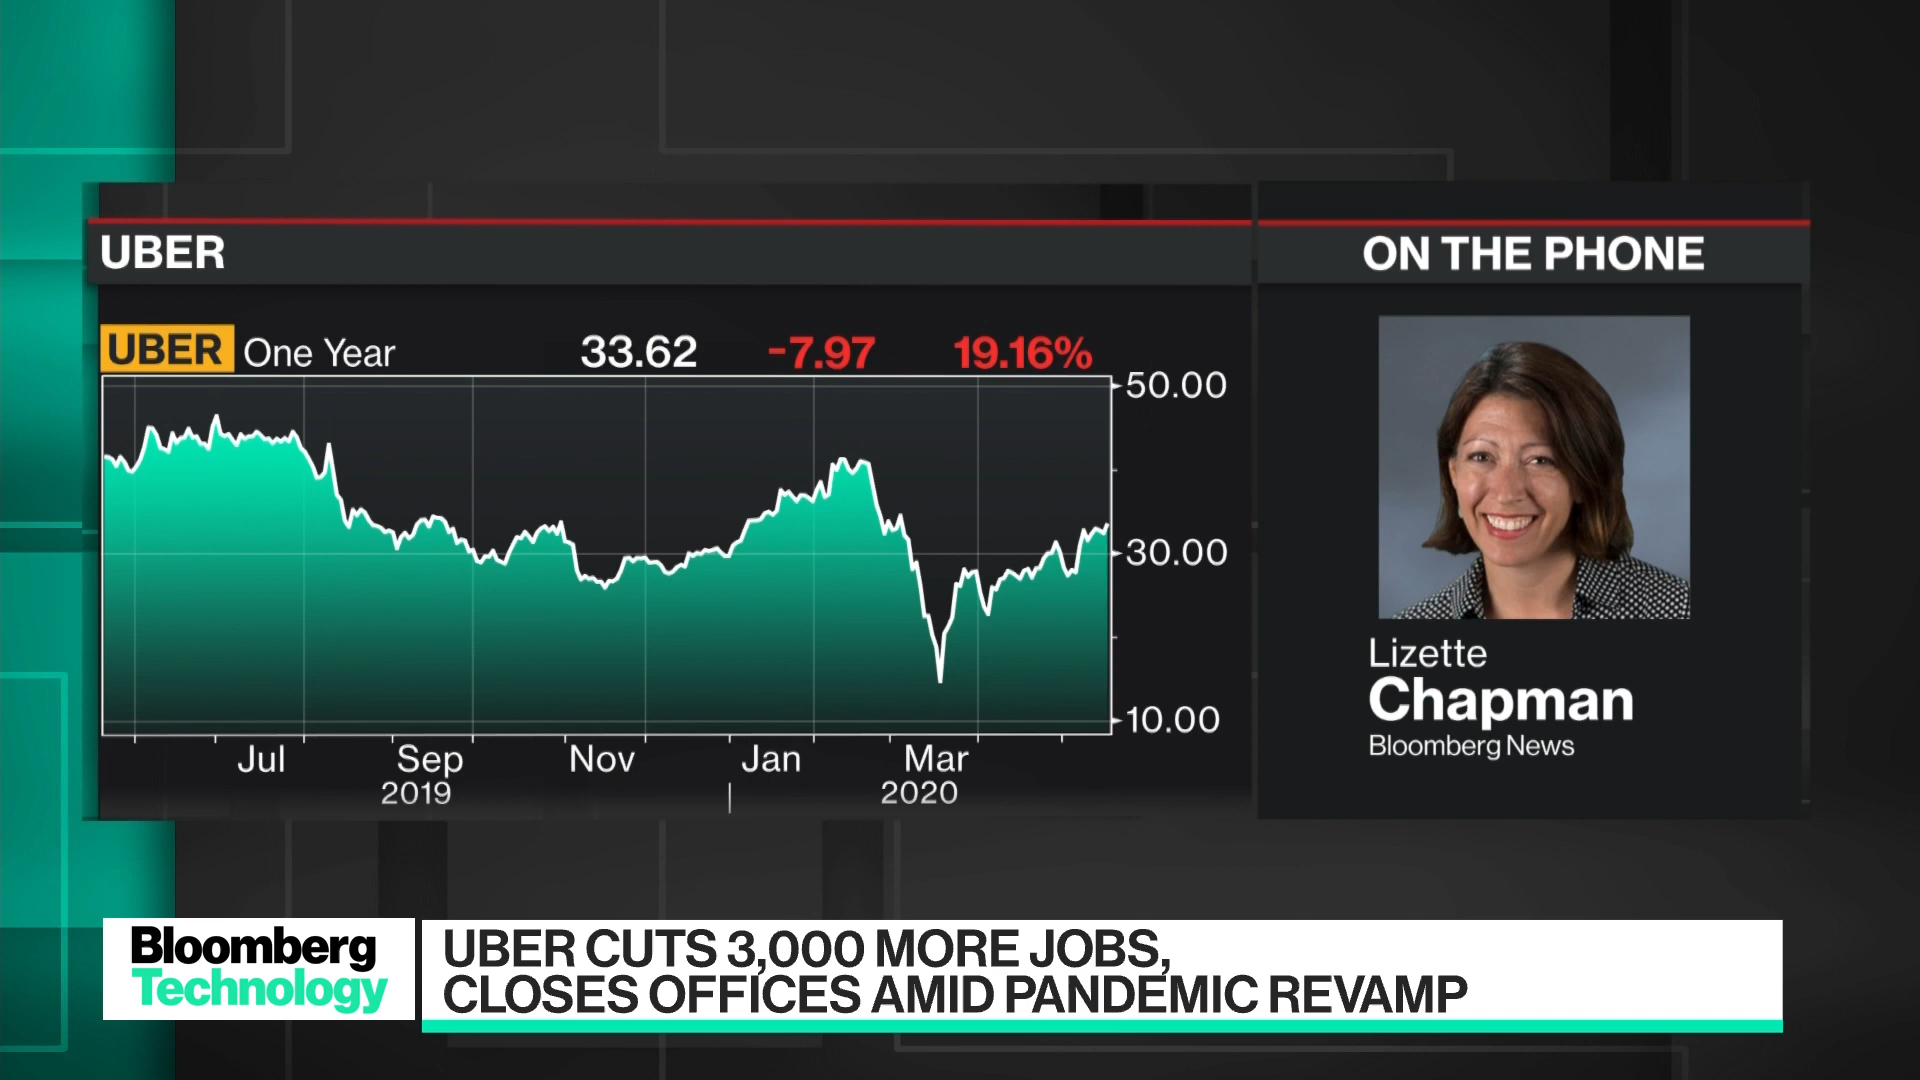 UBER
UBER One Year 33.62 -7.97 19.16%
50.00
30.00
10.00
Jul Sep Nov Jan Mar
2019 2020
ON THE PHONE
Lizette
Chapman
Bloomberg News
Bloomberg
Technology
UBER CUTS 3,000 MORE JOBS,
CLOSES OFFICES AMID PANDEMIC REVAMP